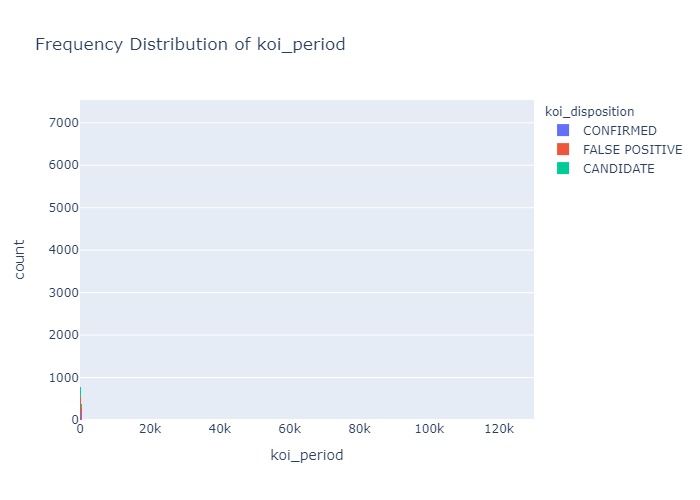 Frequency Distribution of koi_period
koi_disposition
CONFIRMED
FALSE POSITIVE
CANDIDATE
7000
6000
5000
4000
3000
2000
1000
0
count
0 20k 40k 60k 80k 100k 120k
koi_period